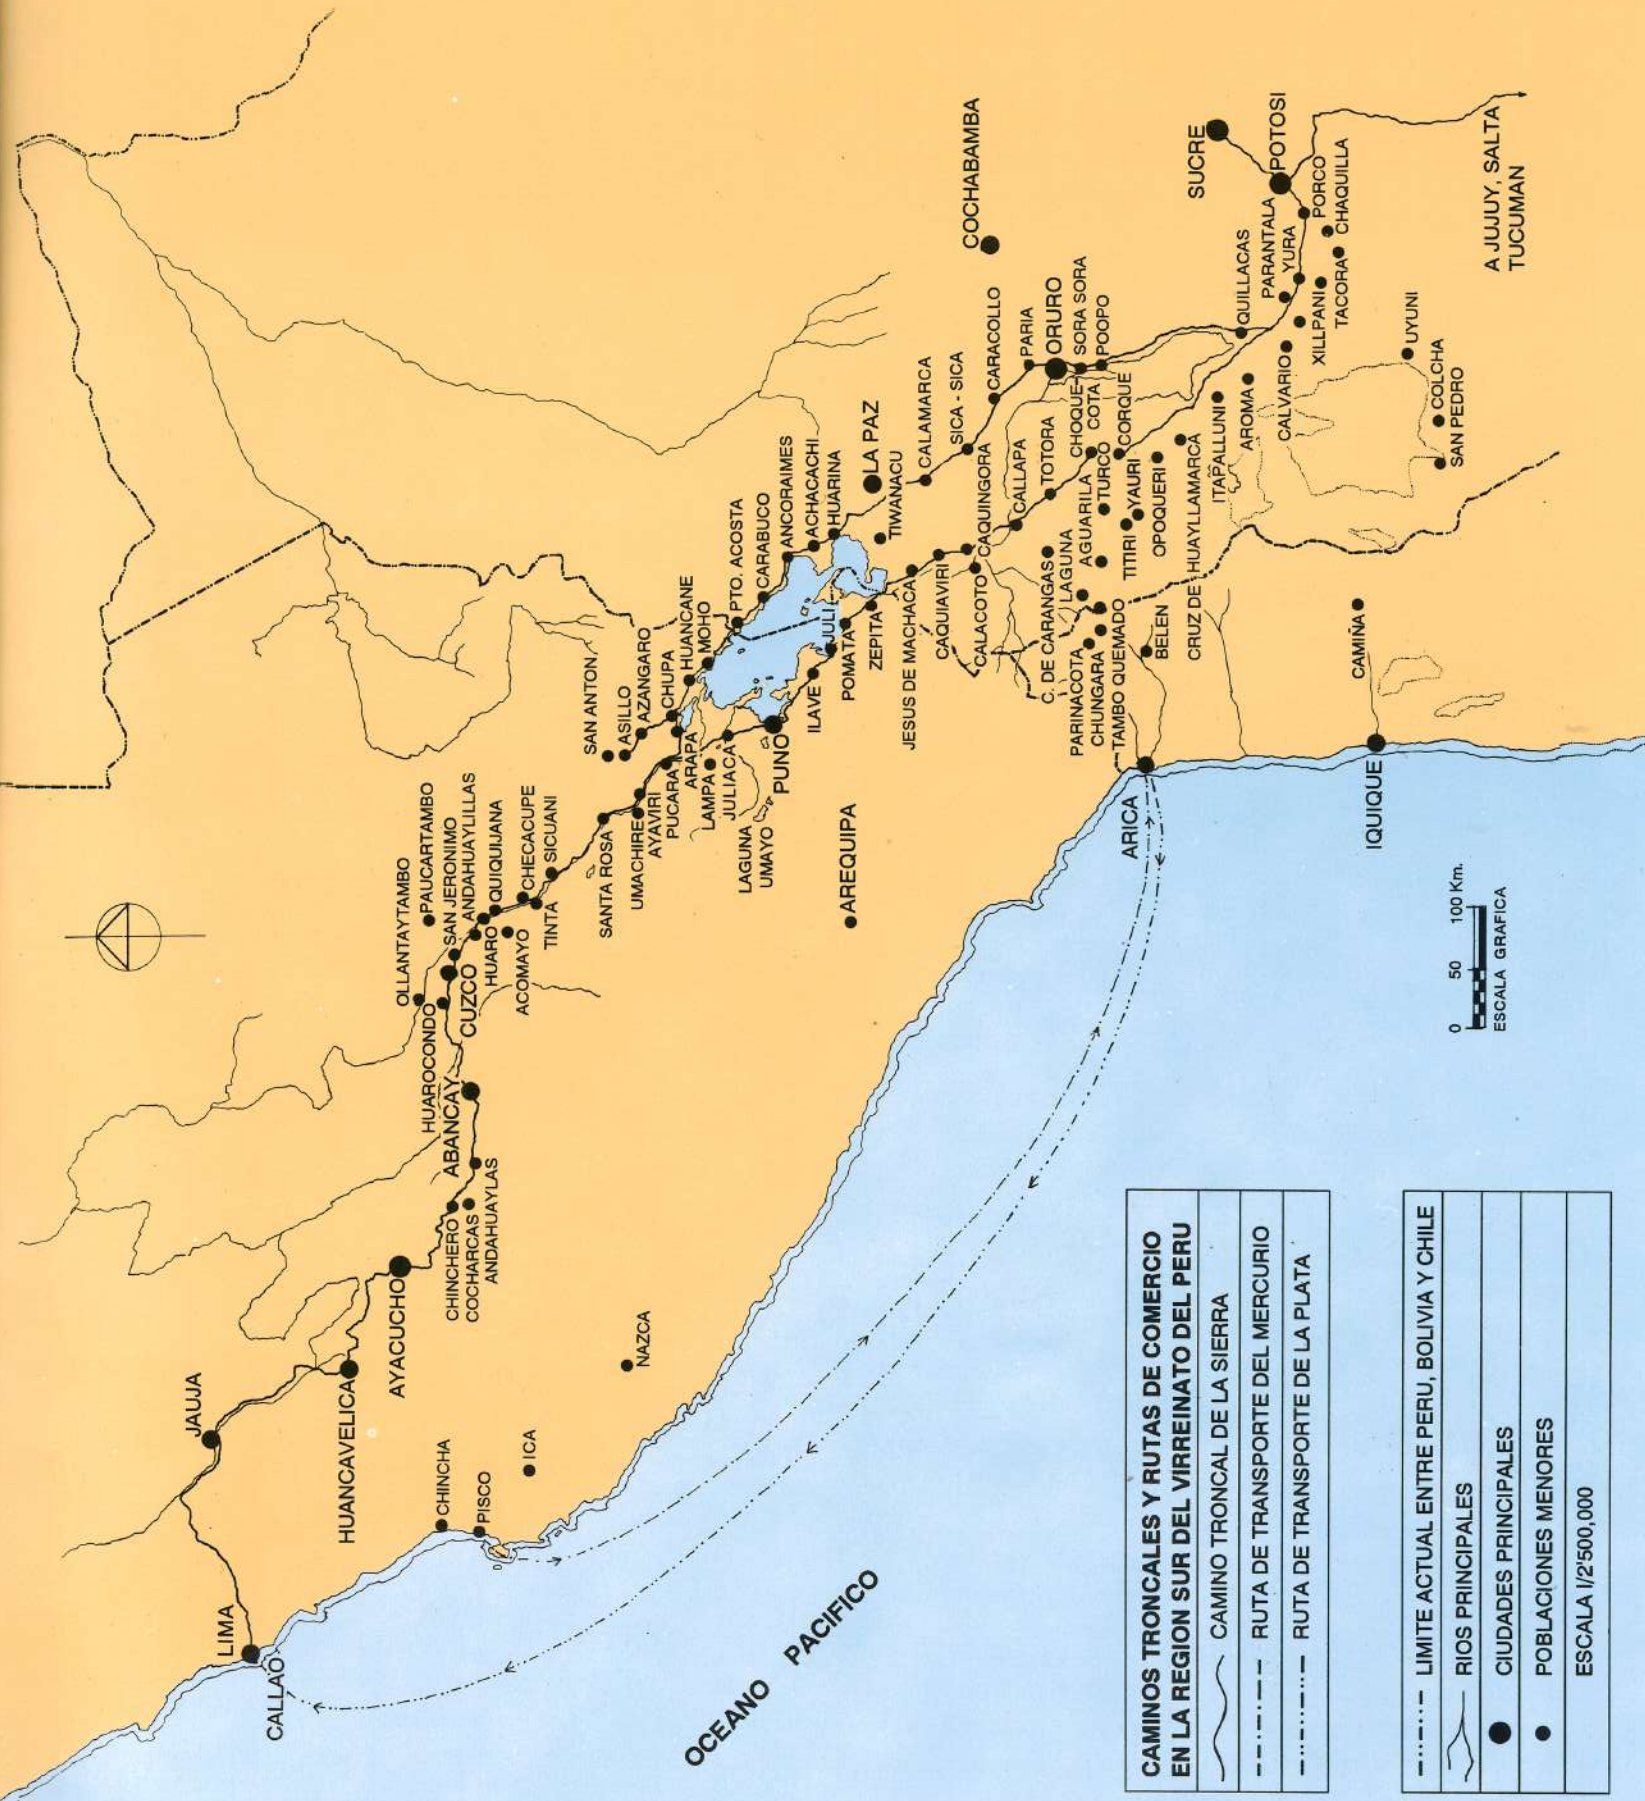 JAUJA
LIMA
CALLAO
HUANCAVELICA
AYACUCHO
CHINCHA
PISCO
ICA
NAZCA
CHINCHERO
COCHARCAS
ANDAHUAYLAS
ABANCAY
HUAROCONDO
OLLANTAYTAMBO
CUZCO
PAUCARTAMBO
SAN JERONIMO
ANDAHUAYLILLAS
HUARO
QUIQUIJANA
ACOMAYO
CHECACUPE
TINTA
SICUANI
SANTA ROSA
UMACHIRE
AYAVIRI
PUCARA
SAN ANTON
ASILLO
AZANGARO
CHUPA
ARAPA
LAMPA
JULIACA
HUANCANE
MOHO
LAGUNA
UMAYO
PUNO
PTO. ACOSTA
CARABUCO
ANCORAIMES
ACHACACHI
HUARINA
ILAVE
JULI
POMATA
ZEPITA
AREQUIPA
LA PAZ
TIWANACU
JESUS DE MACHACA
CALAMARCA
CAQUIAVIRI
SICA - SICA
CALACOTO
CAQUINGORA
COCHABAMBA
CARACOLLO
CALLAPA
PARIA
ORURO
TOTORA
C. DE CARANGAS
LAGUNA
SORA SORA
POOPO
CHOQUE-
COTA
AGUARILA
TURCO
CORQUE
PARINACOTA
CHUNGARA
TAMBO QUEMADO
TITIRI
YAURI
OPOQUERI
BELEN
CRUZ DE HUAYLLAMARCA
ARICA
SUCRE
POTOSI
ITAPALLUNI
QUILLACAS
AROMA
PARANTALA
YURA
PORCO
CHAQUILLA
CALVARIO
XILLPANI
TACORA
CAMIÑA
IQUIQUE
UYUNI
COLCHA
SAN PEDRO
A JUJUY, SALTA
TUCUMAN
OCEANO PACIFICO
0 50 100 Km.
ESCALA GRAFICA
CAMINOS TRONCALES Y RUTAS DE COMERCIO
EN LA REGION SUR DEL VIRREINATO DEL PERU
CAMINO TRONCAL DE LA SIERRA
RUTA DE TRANSPORTE DEL MERCURIO
RUTA DE TRANSPORTE DE LA PLATA
LIMITE ACTUAL ENTRE PERU, BOLIVIA Y CHILE
RIOS PRINCIPALES
CIUDADES PRINCIPALES
POBLACIONES MENORES
ESCALA 1/2'500,000